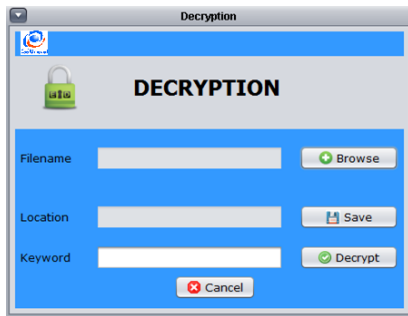 Decryption
DECRYPTION
Filename
Browse
Location
Save
Keyword
Decrypt
Cancel